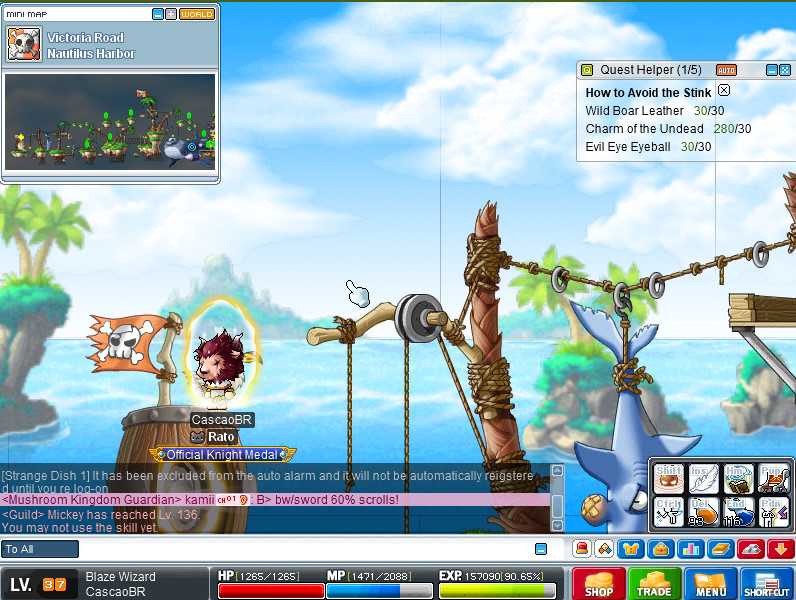 MINI MAP
WORLD
Victoria Road
Nautilus Harbor
Quest Helper (1/5)
AUTO
How to Avoid the Stink
Wild Boar Leather 30/30
Charm of the Undead 280/30
Evil Eye Eyeball 30/30
CascaoBR
Rato
Official Knight Medal
[Strange Dish 1] It has been excluded from the auto alarm and it will not be automatically reigstere
d until you re log-on
<Mushroom Kingdom Guardian> kamii CH 01 : B> bw/sword 60% scrolls!
<Guild> Mickey has reached Lv. 136.
You may not use the skill yet.
Shift Ins Hm Pup
Ctrl Del End Pdn
116
To All
LV. 37
Blaze Wizard
CascaoBR
HP [1265/1265] MP [1471/2088] EXP 157090[90.65%]
SHOP TRADE MENU SHORT CUT